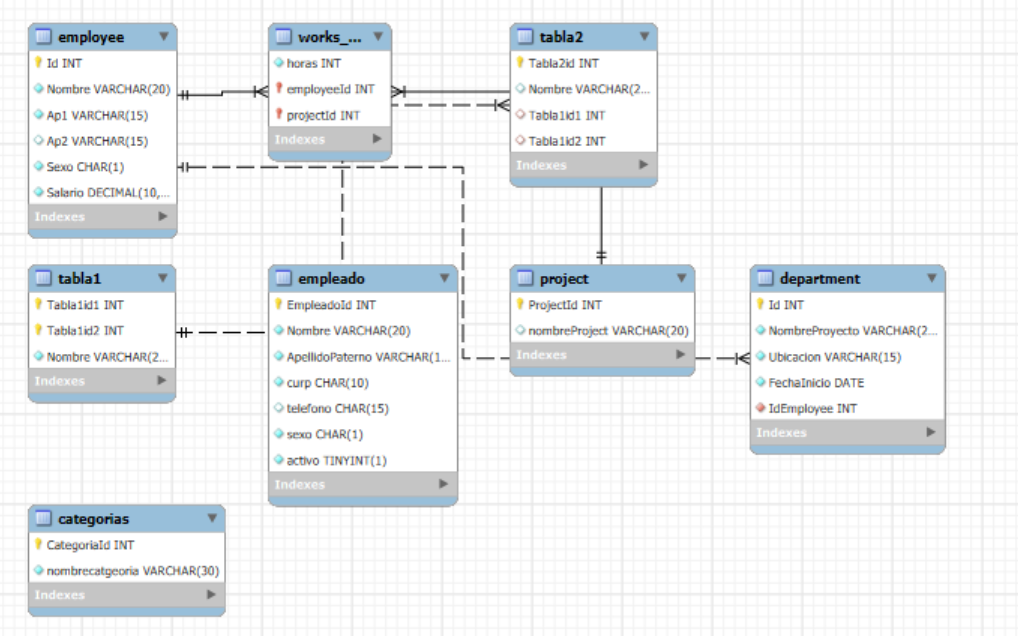 employee
Id INT
Nombre VARCHAR(20)
Ap1 VARCHAR(15)
Ap2 VARCHAR(15)
Sexo CHAR(1)
Salario DECIMAL(10,...
Indexes
works_...
horas INT
employeeId INT
projectId INT
Indexes
tabla2
Tabla2id INT
Nombre VARCHAR(2...
Tabla1id1 INT
Tabla1id2 INT
Indexes
tabla1
Tabla1id1 INT
Tabla1id2 INT
Nombre VARCHAR(2...
Indexes
empleado
EmpleadoId INT
Nombre VARCHAR(20)
ApellidoPaterno VARCHAR(1...
curp CHAR(10)
telefono CHAR(15)
sexo CHAR(1)
activo TINYINT(1)
Indexes
project
ProjectId INT
nombreProject VARCHAR(20)
Indexes
department
Id INT
NombreProyecto VARCHAR(2...
Ubicacion VARCHAR(15)
FechaInicio DATE
IdEmployee INT
Indexes
categorias
CategoriaId INT
nombrecatgeoria VARCHAR(30)
Indexes